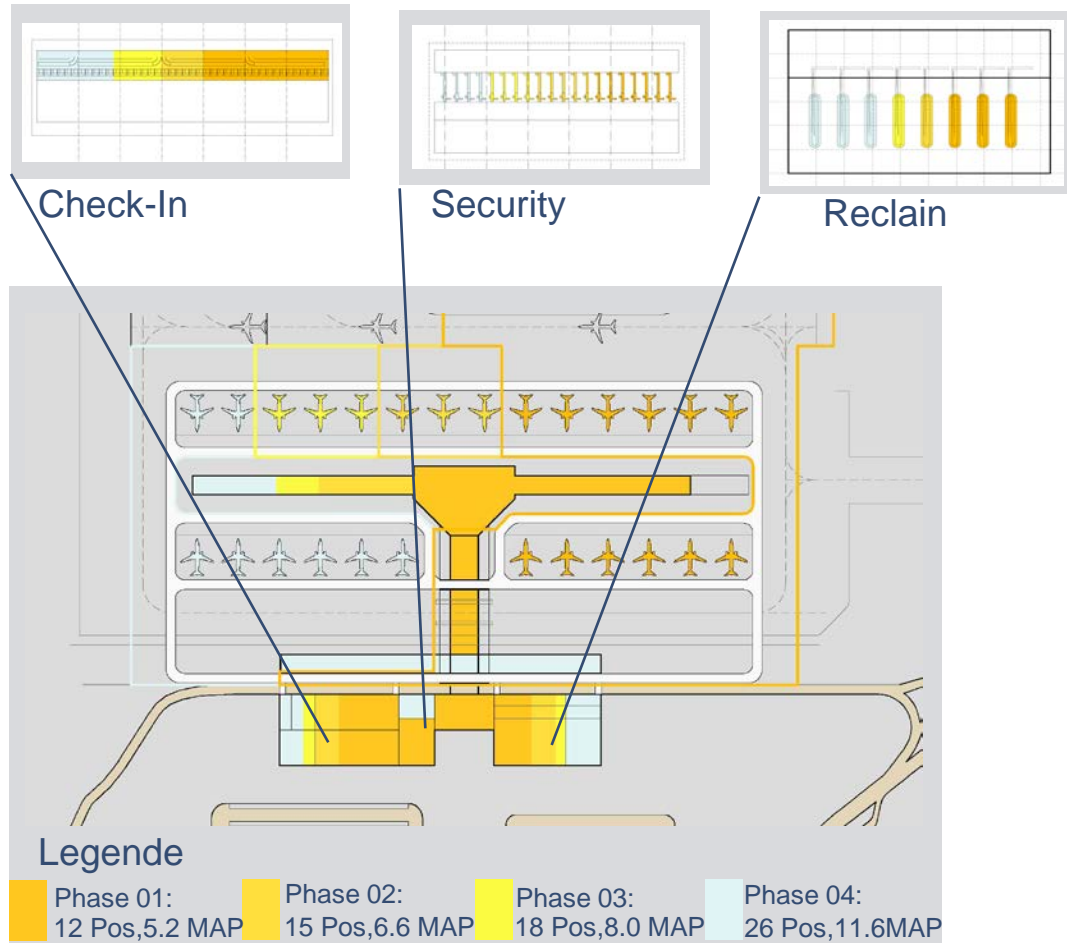 Check-In
Security
Reclain
Legende
Phase 01:
12 Pos,5.2 MAP
Phase 02:
15 Pos,6.6 MAP
Phase 03:
18 Pos,8.0 MAP
Phase 04:
26 Pos,11.6MAP